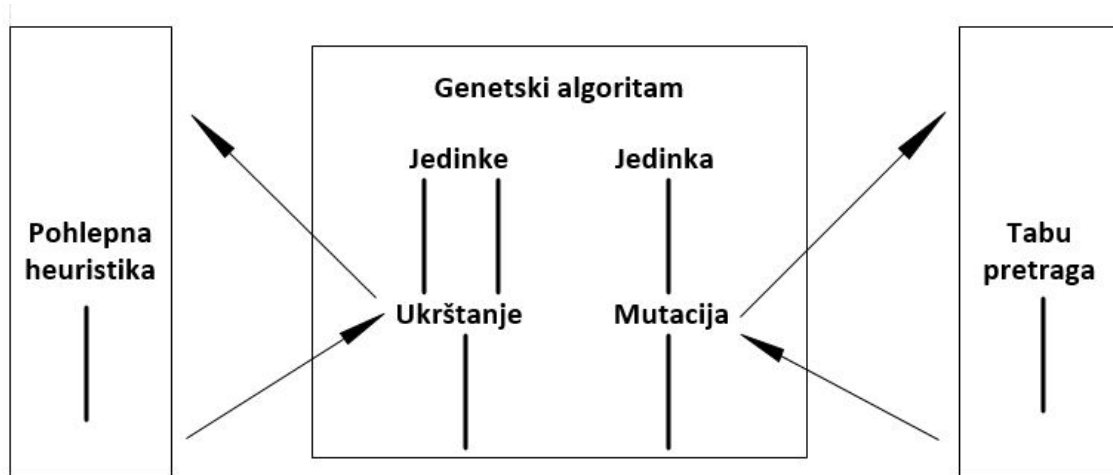 Genetski algoritam
Jedinke
Jedinka
Pohlepna
heuristika
Ukrštanje
Mutacija
Tabu
pretraga